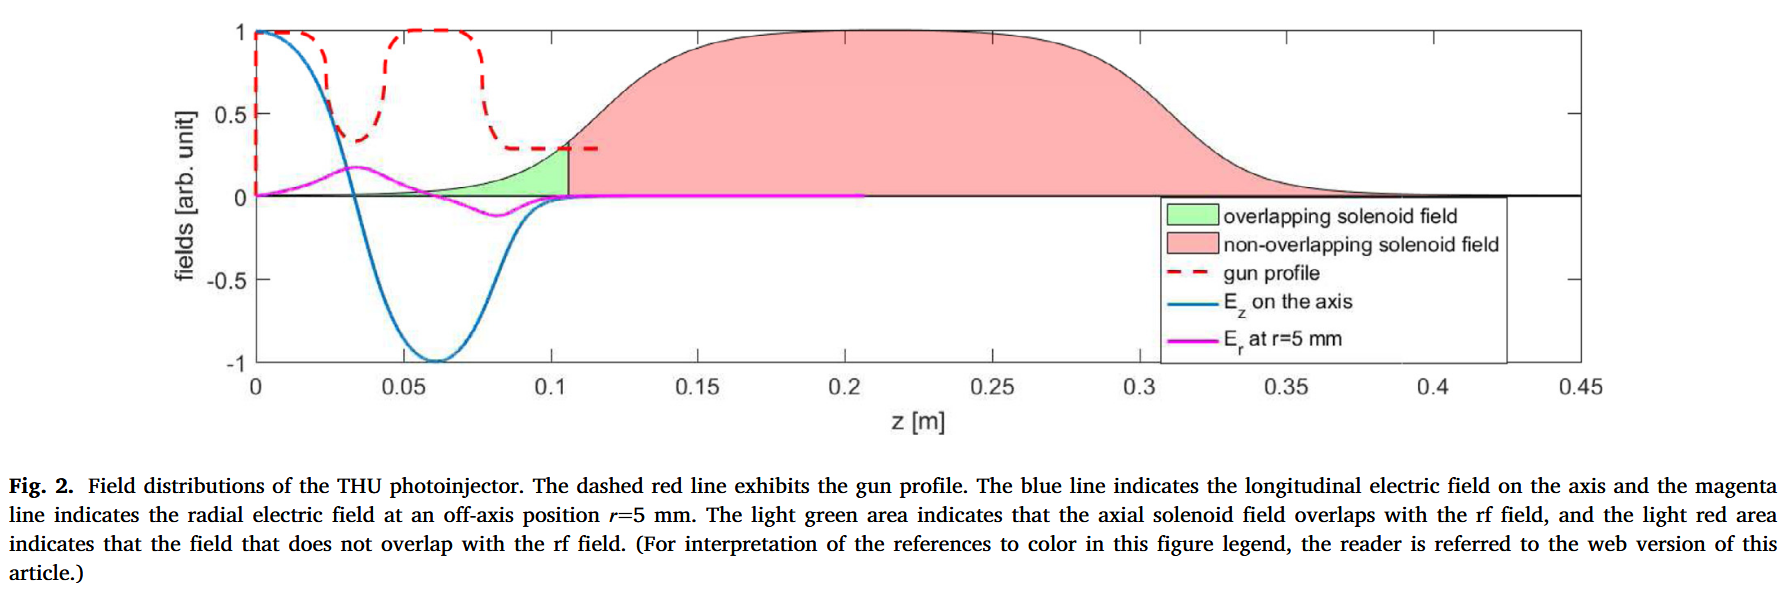 1
0.5
0
-0.5
-1
fields [arb. unit]
0 0.05 0.1 0.15 0.2 0.25 0.3 0.35 0.4 0.45
z [m]
overlapping solenoid field
non-overlapping solenoid field
gun profile
E_z on the axis
E_r at r=5 mm
Fig. 2. Field distributions of the THU photoinjector. The dashed red line exhibits the gun profile. The blue line indicates the longitudinal electric field on the axis and the magenta
line indicates the radial electric field at an off-axis position r=5 mm. The light green area indicates that the axial solenoid field overlaps with the rf field, and the light red area
indicates that the field that does not overlap with the rf field. (For interpretation of the references to color in this figure legend, the reader is referred to the web version of this
article.)